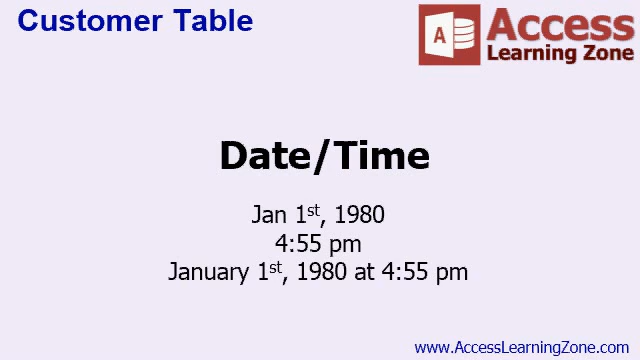 Customer Table
A Access
Learning Zone
Date/Time
Jan 1st, 1980
4:55 pm
January 1st, 1980 at 4:55 pm
www.AccessLearningZone.com